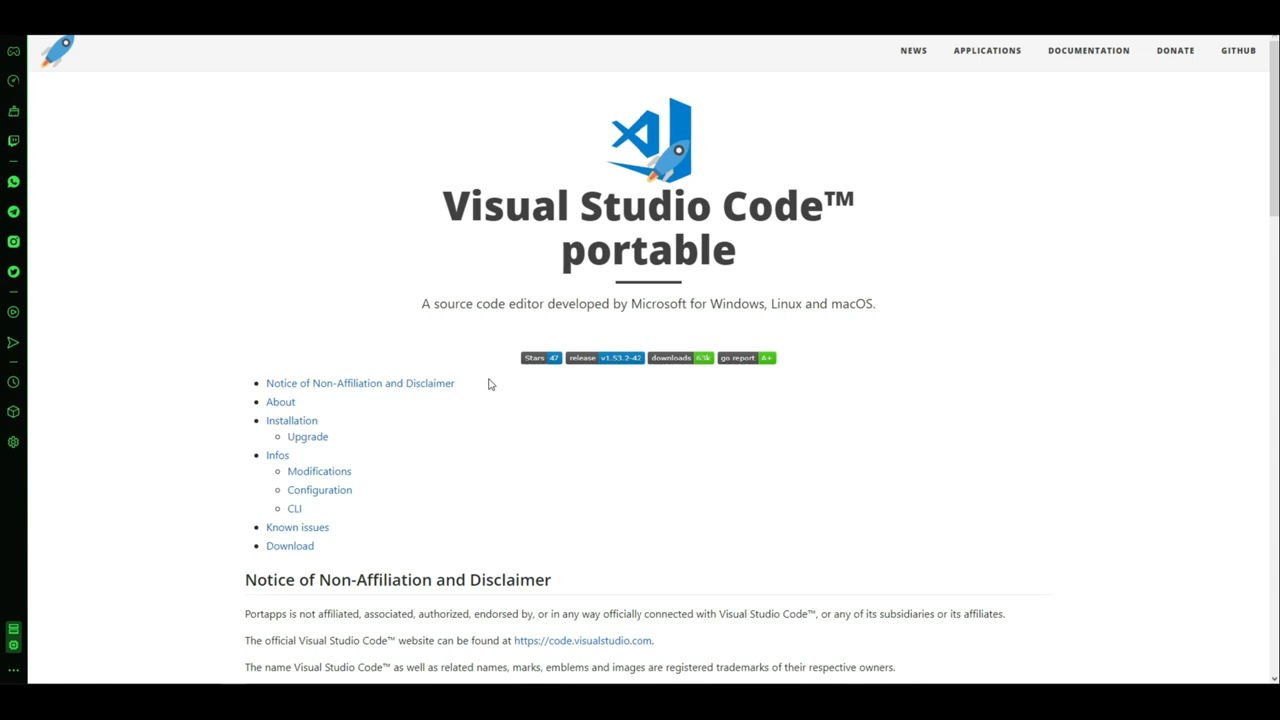 NEWS APPLICATIONS DOCUMENTATION DONATE GITHUB
Visual Studio Code™
portable
A source code editor developed by Microsoft for Windows, Linux and macOS.
Stars 47 release v1.53.2-42 downloads 63k go report A+
Notice of Non-Affiliation and Disclaimer
About
Installation
Upgrade
Infos
Modifications
Configuration
CLI
Known issues
Download
Notice of Non-Affiliation and Disclaimer
Portapps is not affiliated, associated, authorized, endorsed by, or in any way officially connected with Visual Studio Code™, or any of its subsidiaries or its affiliates.
The official Visual Studio Code™ website can be found at https://code.visualstudio.com.
The name Visual Studio Code™ as well as related names, marks, emblems and images are registered trademarks of their respective owners.